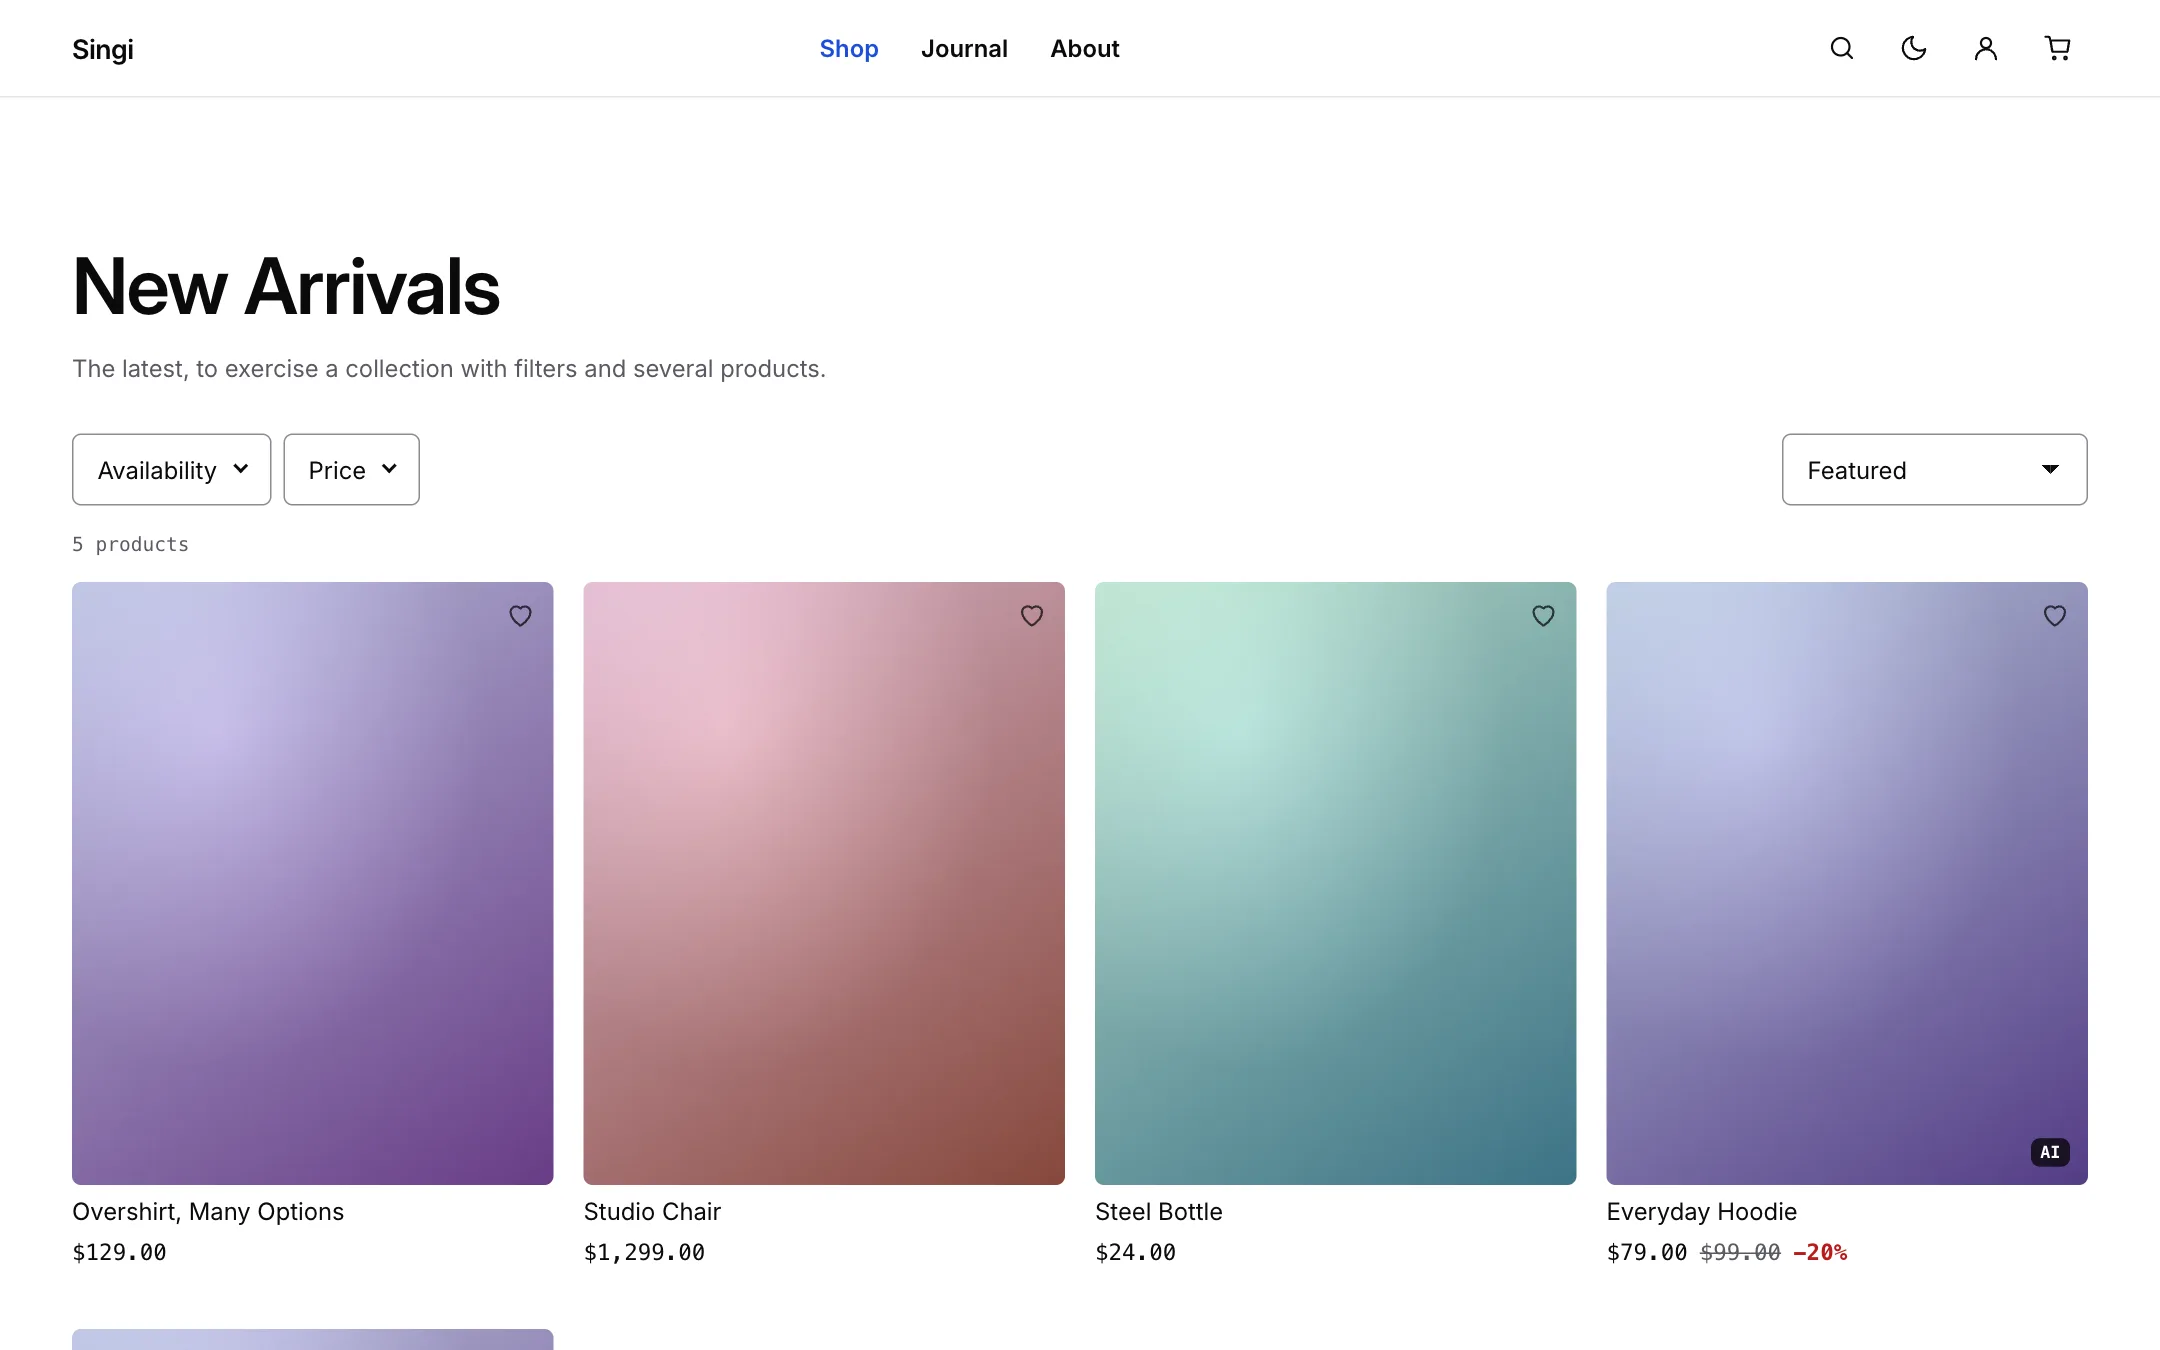 Singi
Shop Journal About
New Arrivals
The latest, to exercise a collection with filters and several products.
Availability Price Featured
5 products
AI
Overshirt, Many Options
$129.00
Studio Chair
$1,299.00
Steel Bottle
$24.00
Everyday Hoodie
$79.00 $99.00 −20%